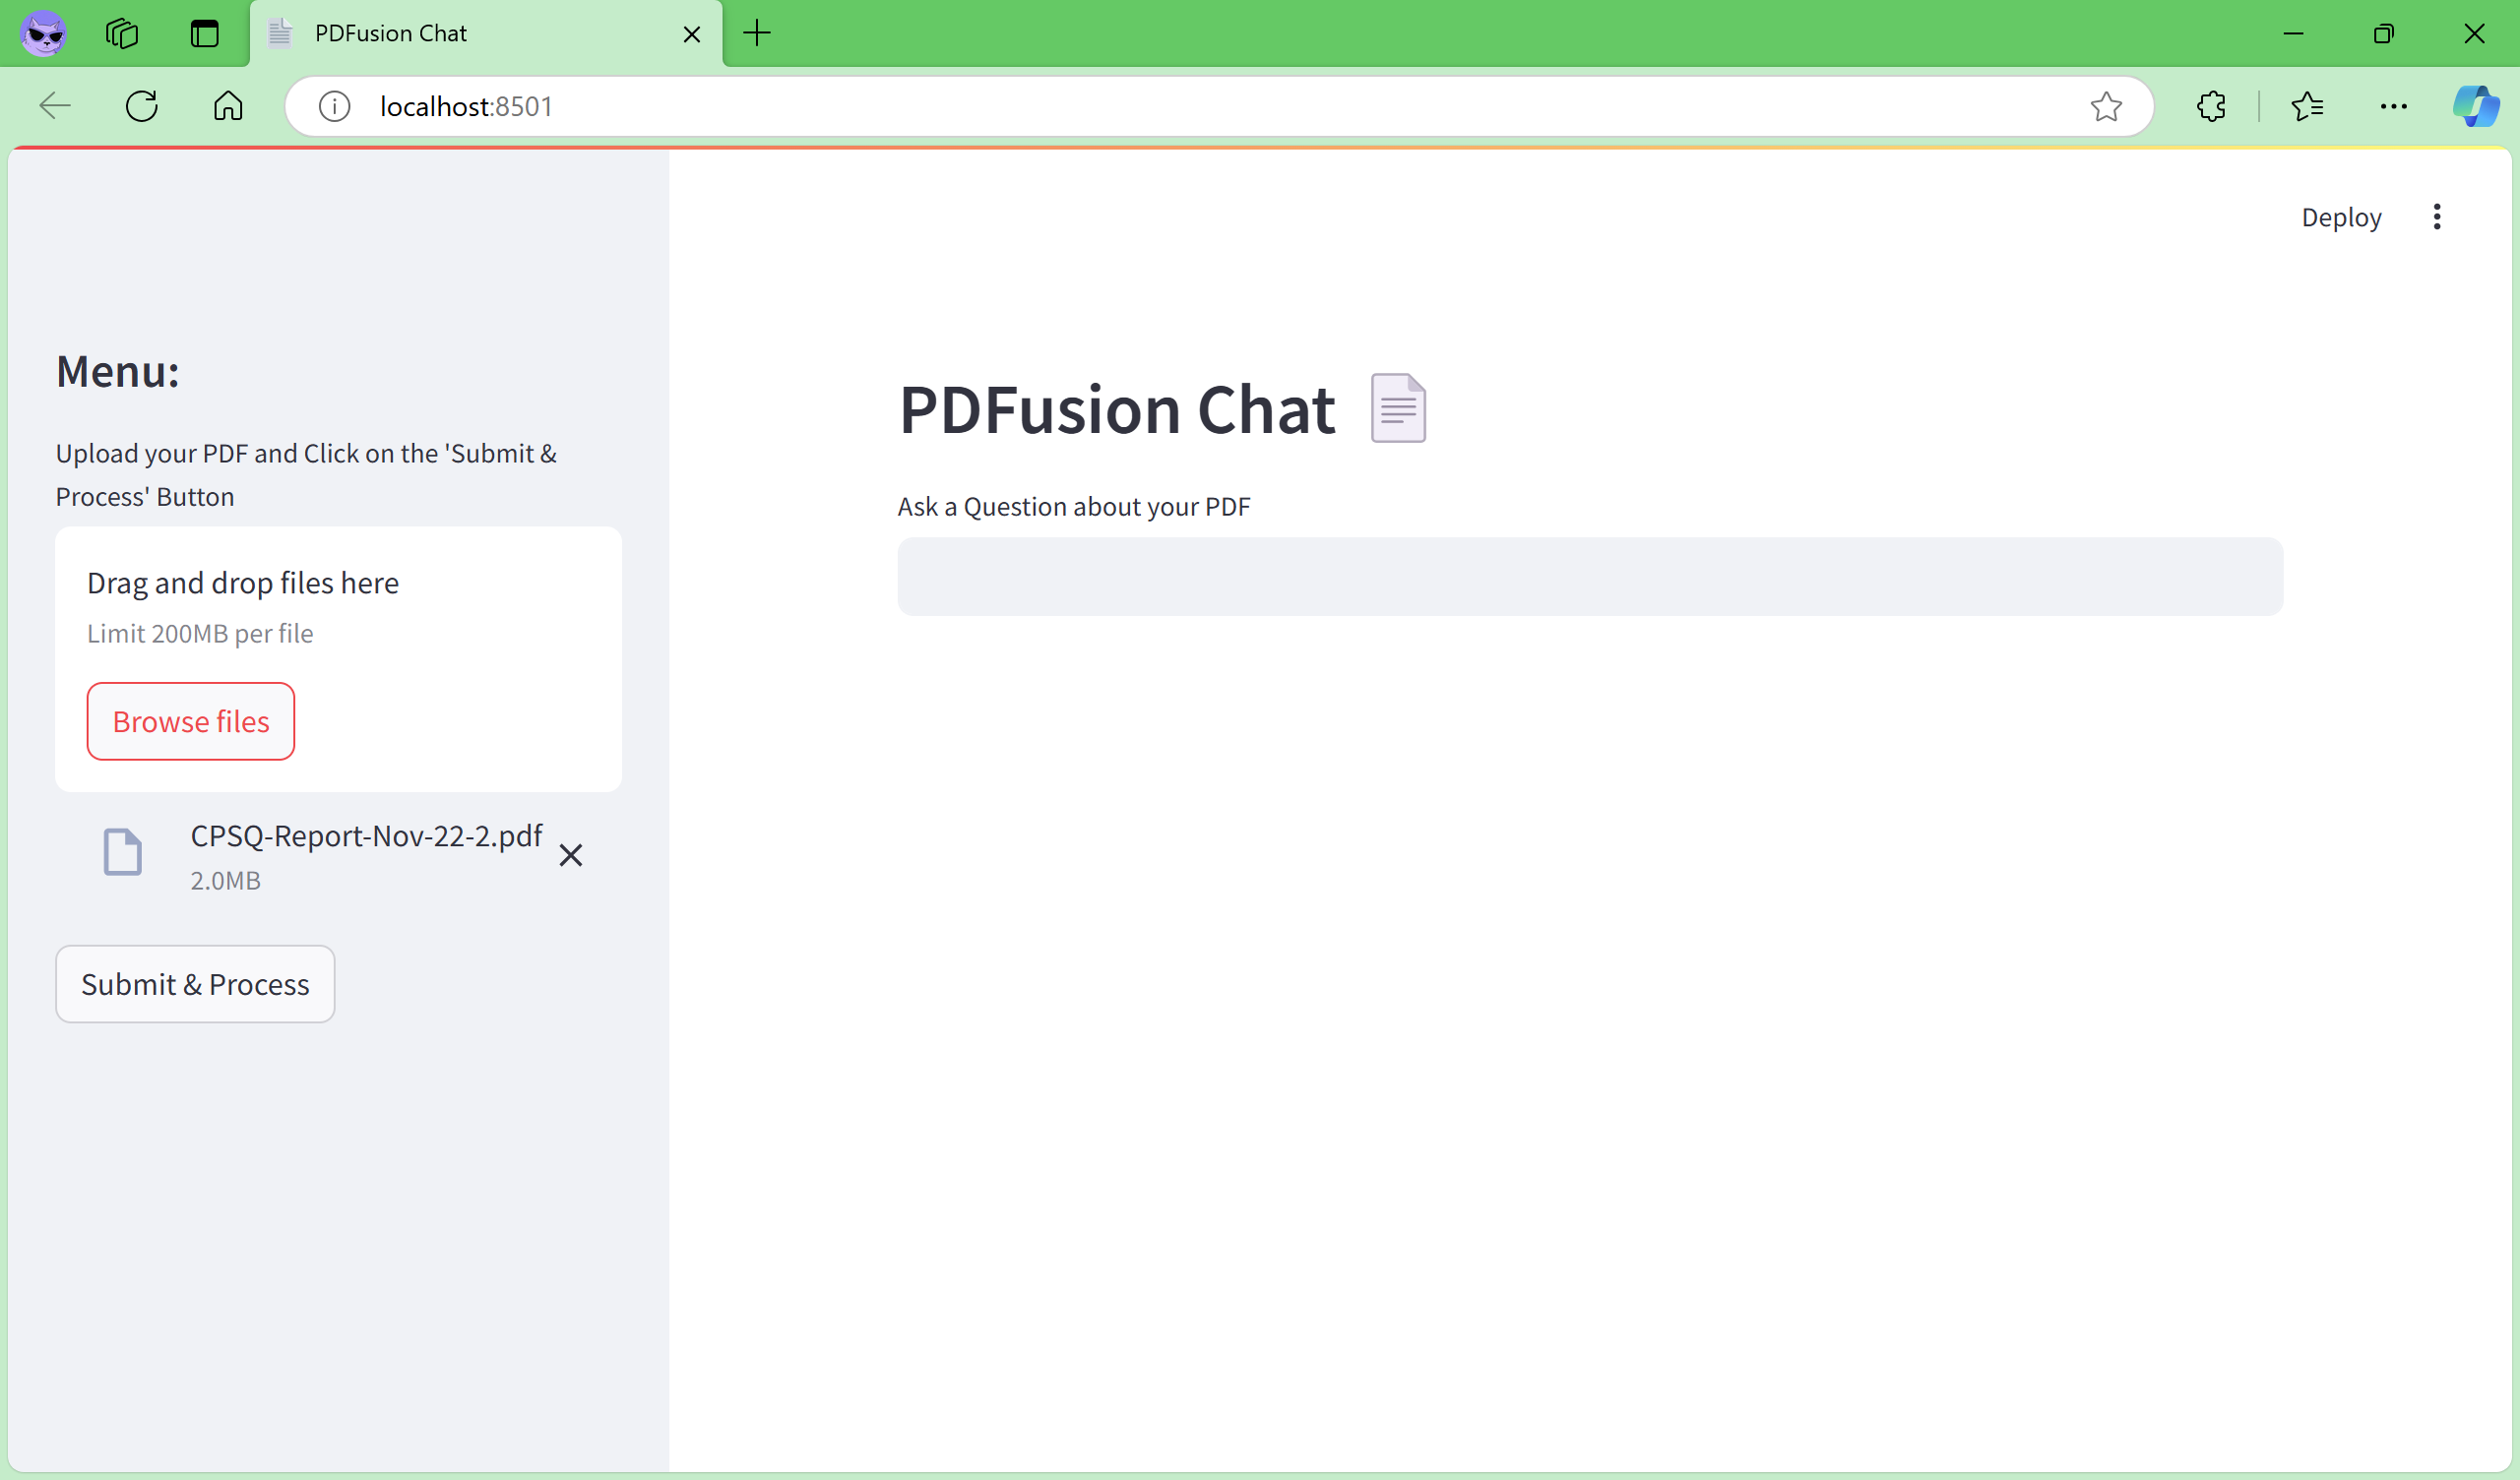 PDFusion Chat
localhost:8501
Deploy
Menu:
Upload your PDF and Click on the 'Submit &
Process' Button
Drag and drop files here
Limit 200MB per file
Browse files
CPSQ-Report-Nov-22-2.pdf
2.0MB
Submit & Process
PDFusion Chat
Ask a Question about your PDF